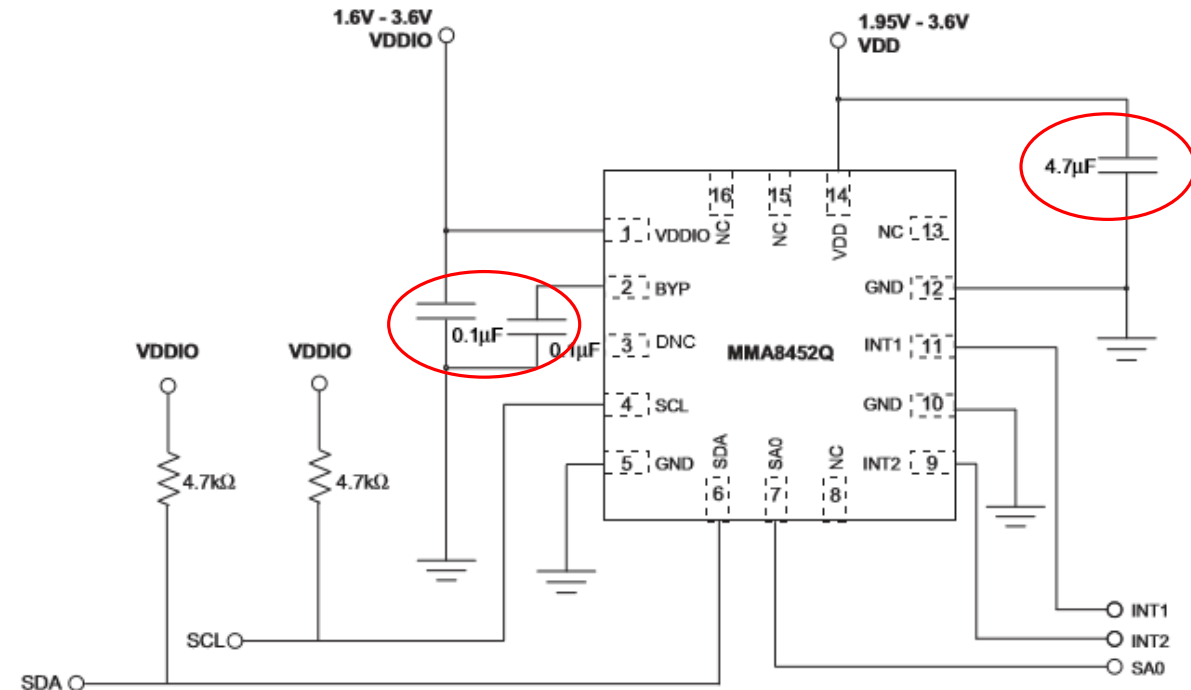 1.6V - 3.6V
VDDIO
1.95V - 3.6V
VDD
4.7μF
16
NC
15
NC
14
VDD
1
VDDIO
NC
13
2
BYP
GND
12
0.1μF
0.1μF
3
DNC
MMA8452Q
INT1
11
VDDIO
VDDIO
4
SCL
GND
10
5
GND
SDA
SA0
NC
INT2
9
6
7
8
4.7kΩ
4.7kΩ
INT1
SCL
INT2
SA0
SDA